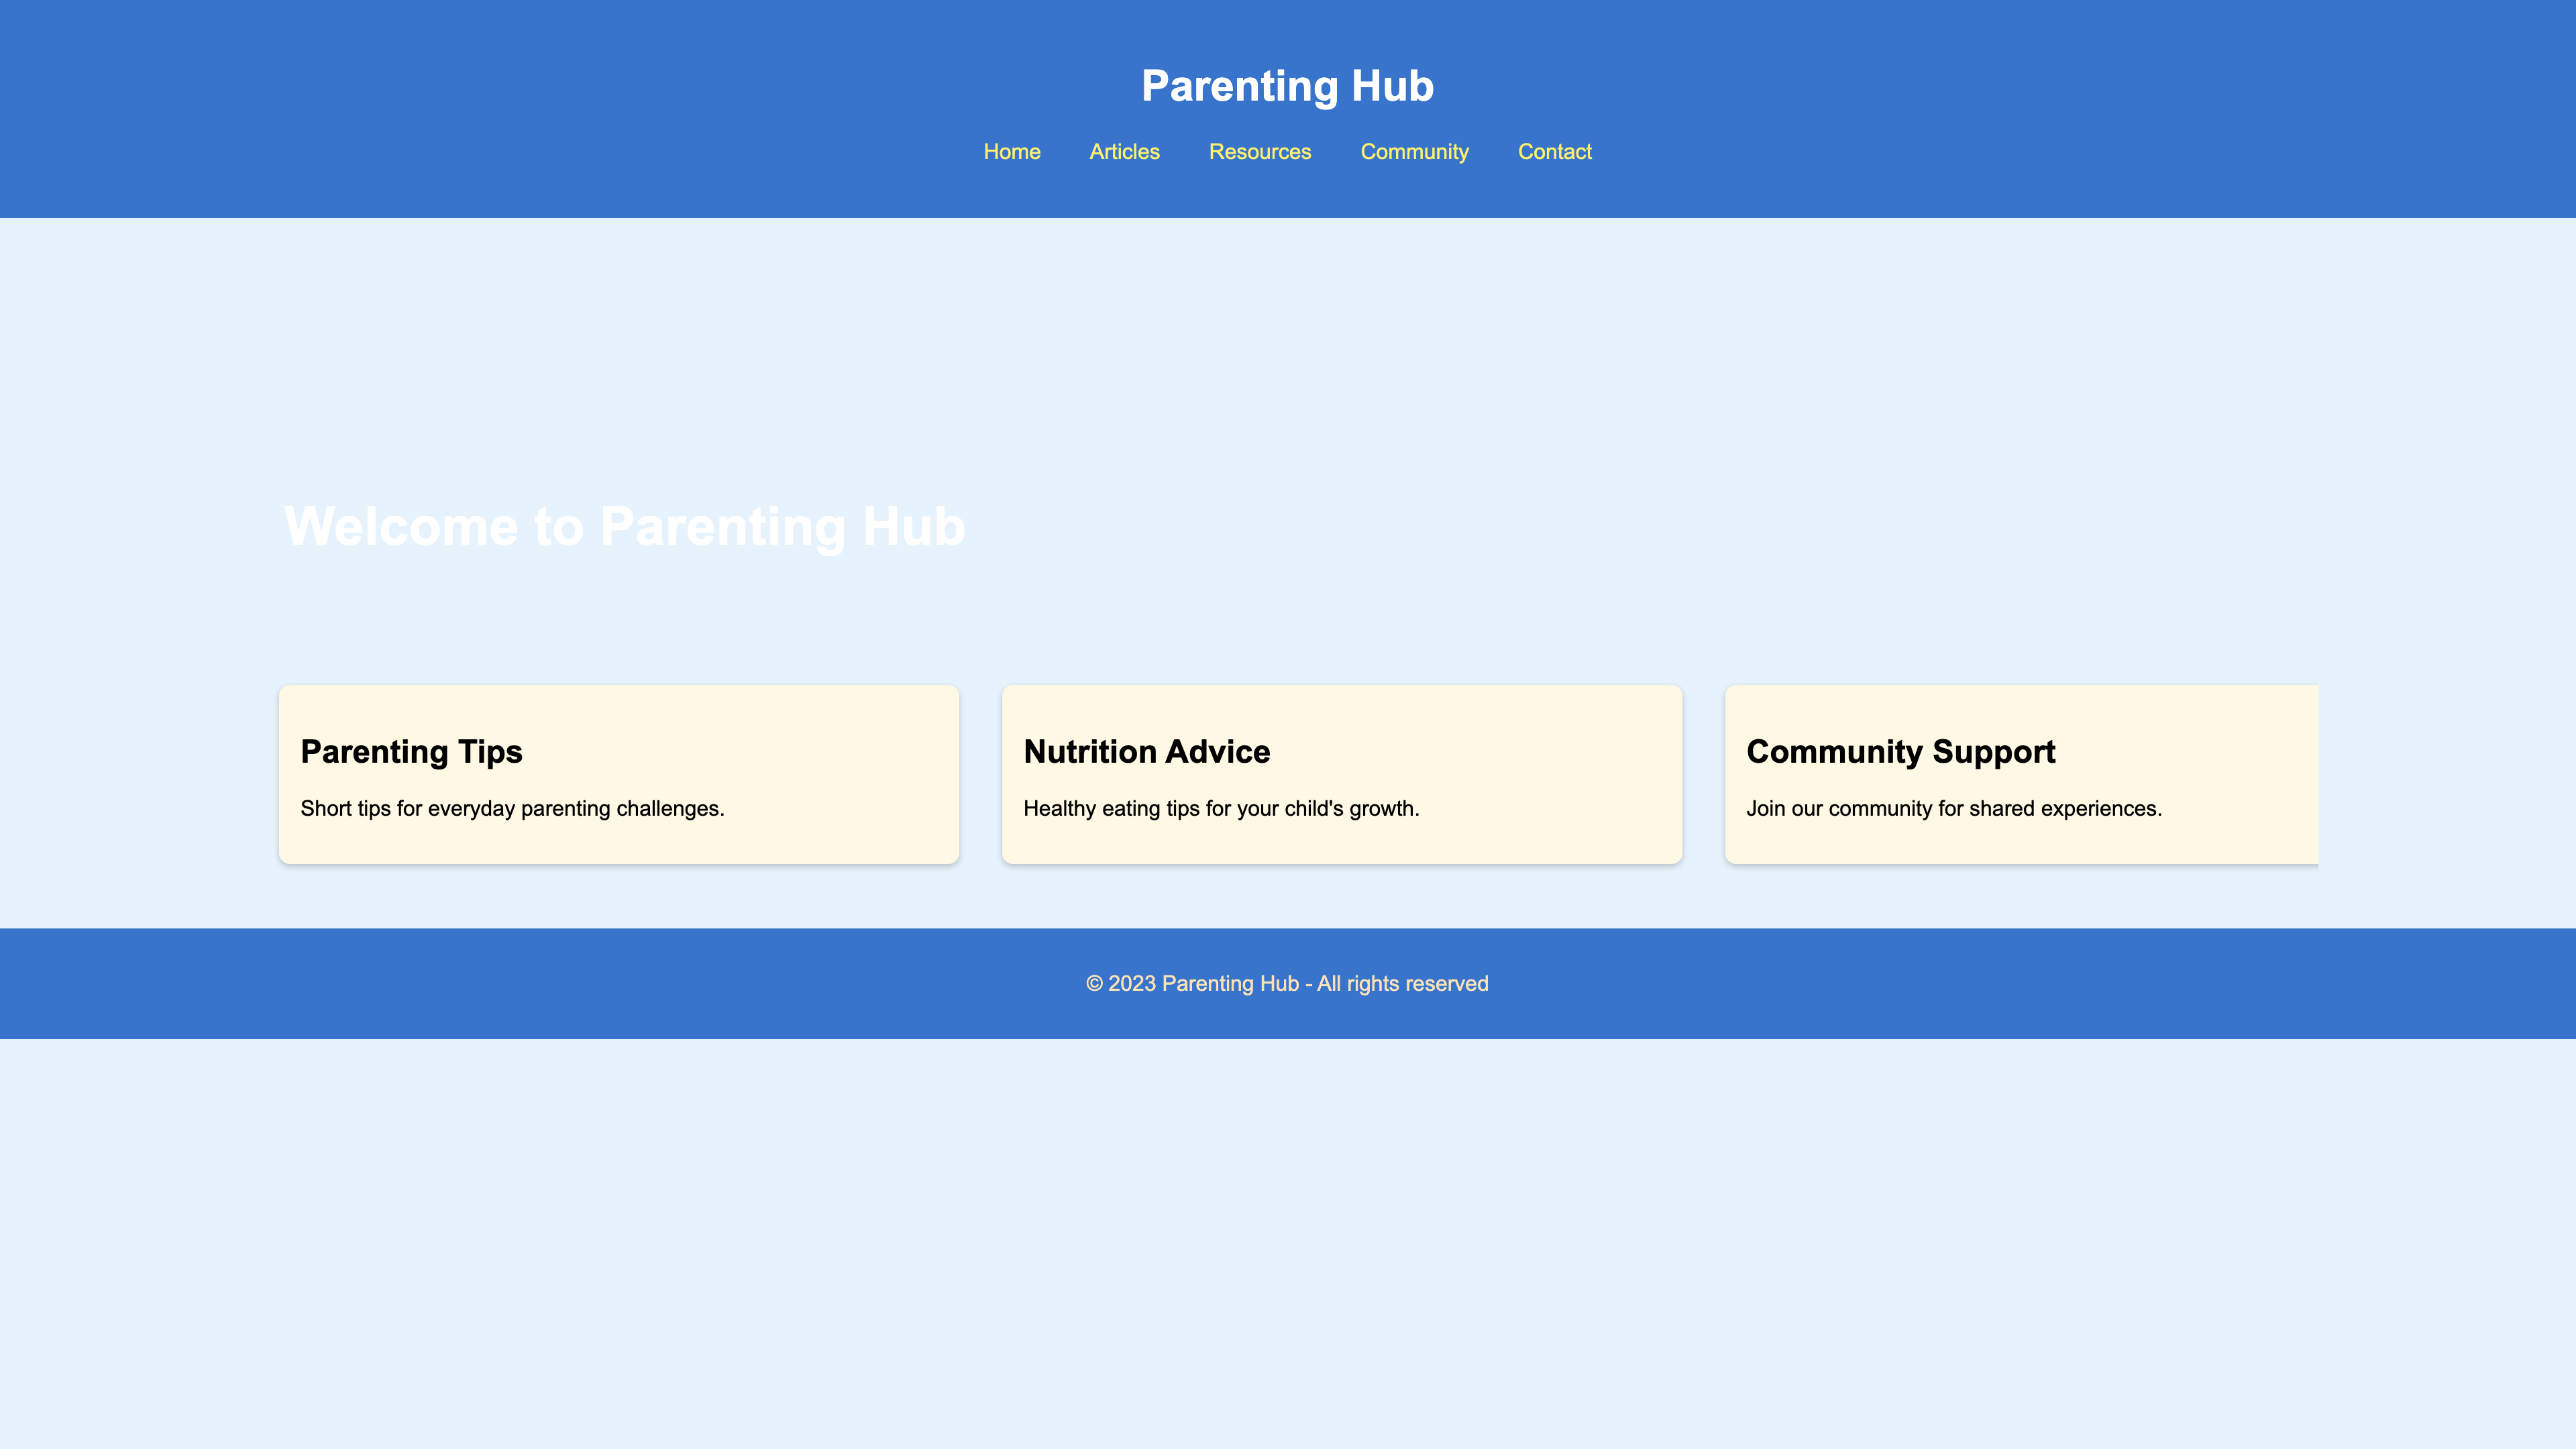 Parenting Hub
Home Articles Resources Community Contact
Welcome to Parenting Hub
Parenting Tips
Short tips for everyday parenting challenges.
Nutrition Advice
Healthy eating tips for your child's growth.
Community Support
Join our community for shared experiences.
© 2023 Parenting Hub - All rights reserved